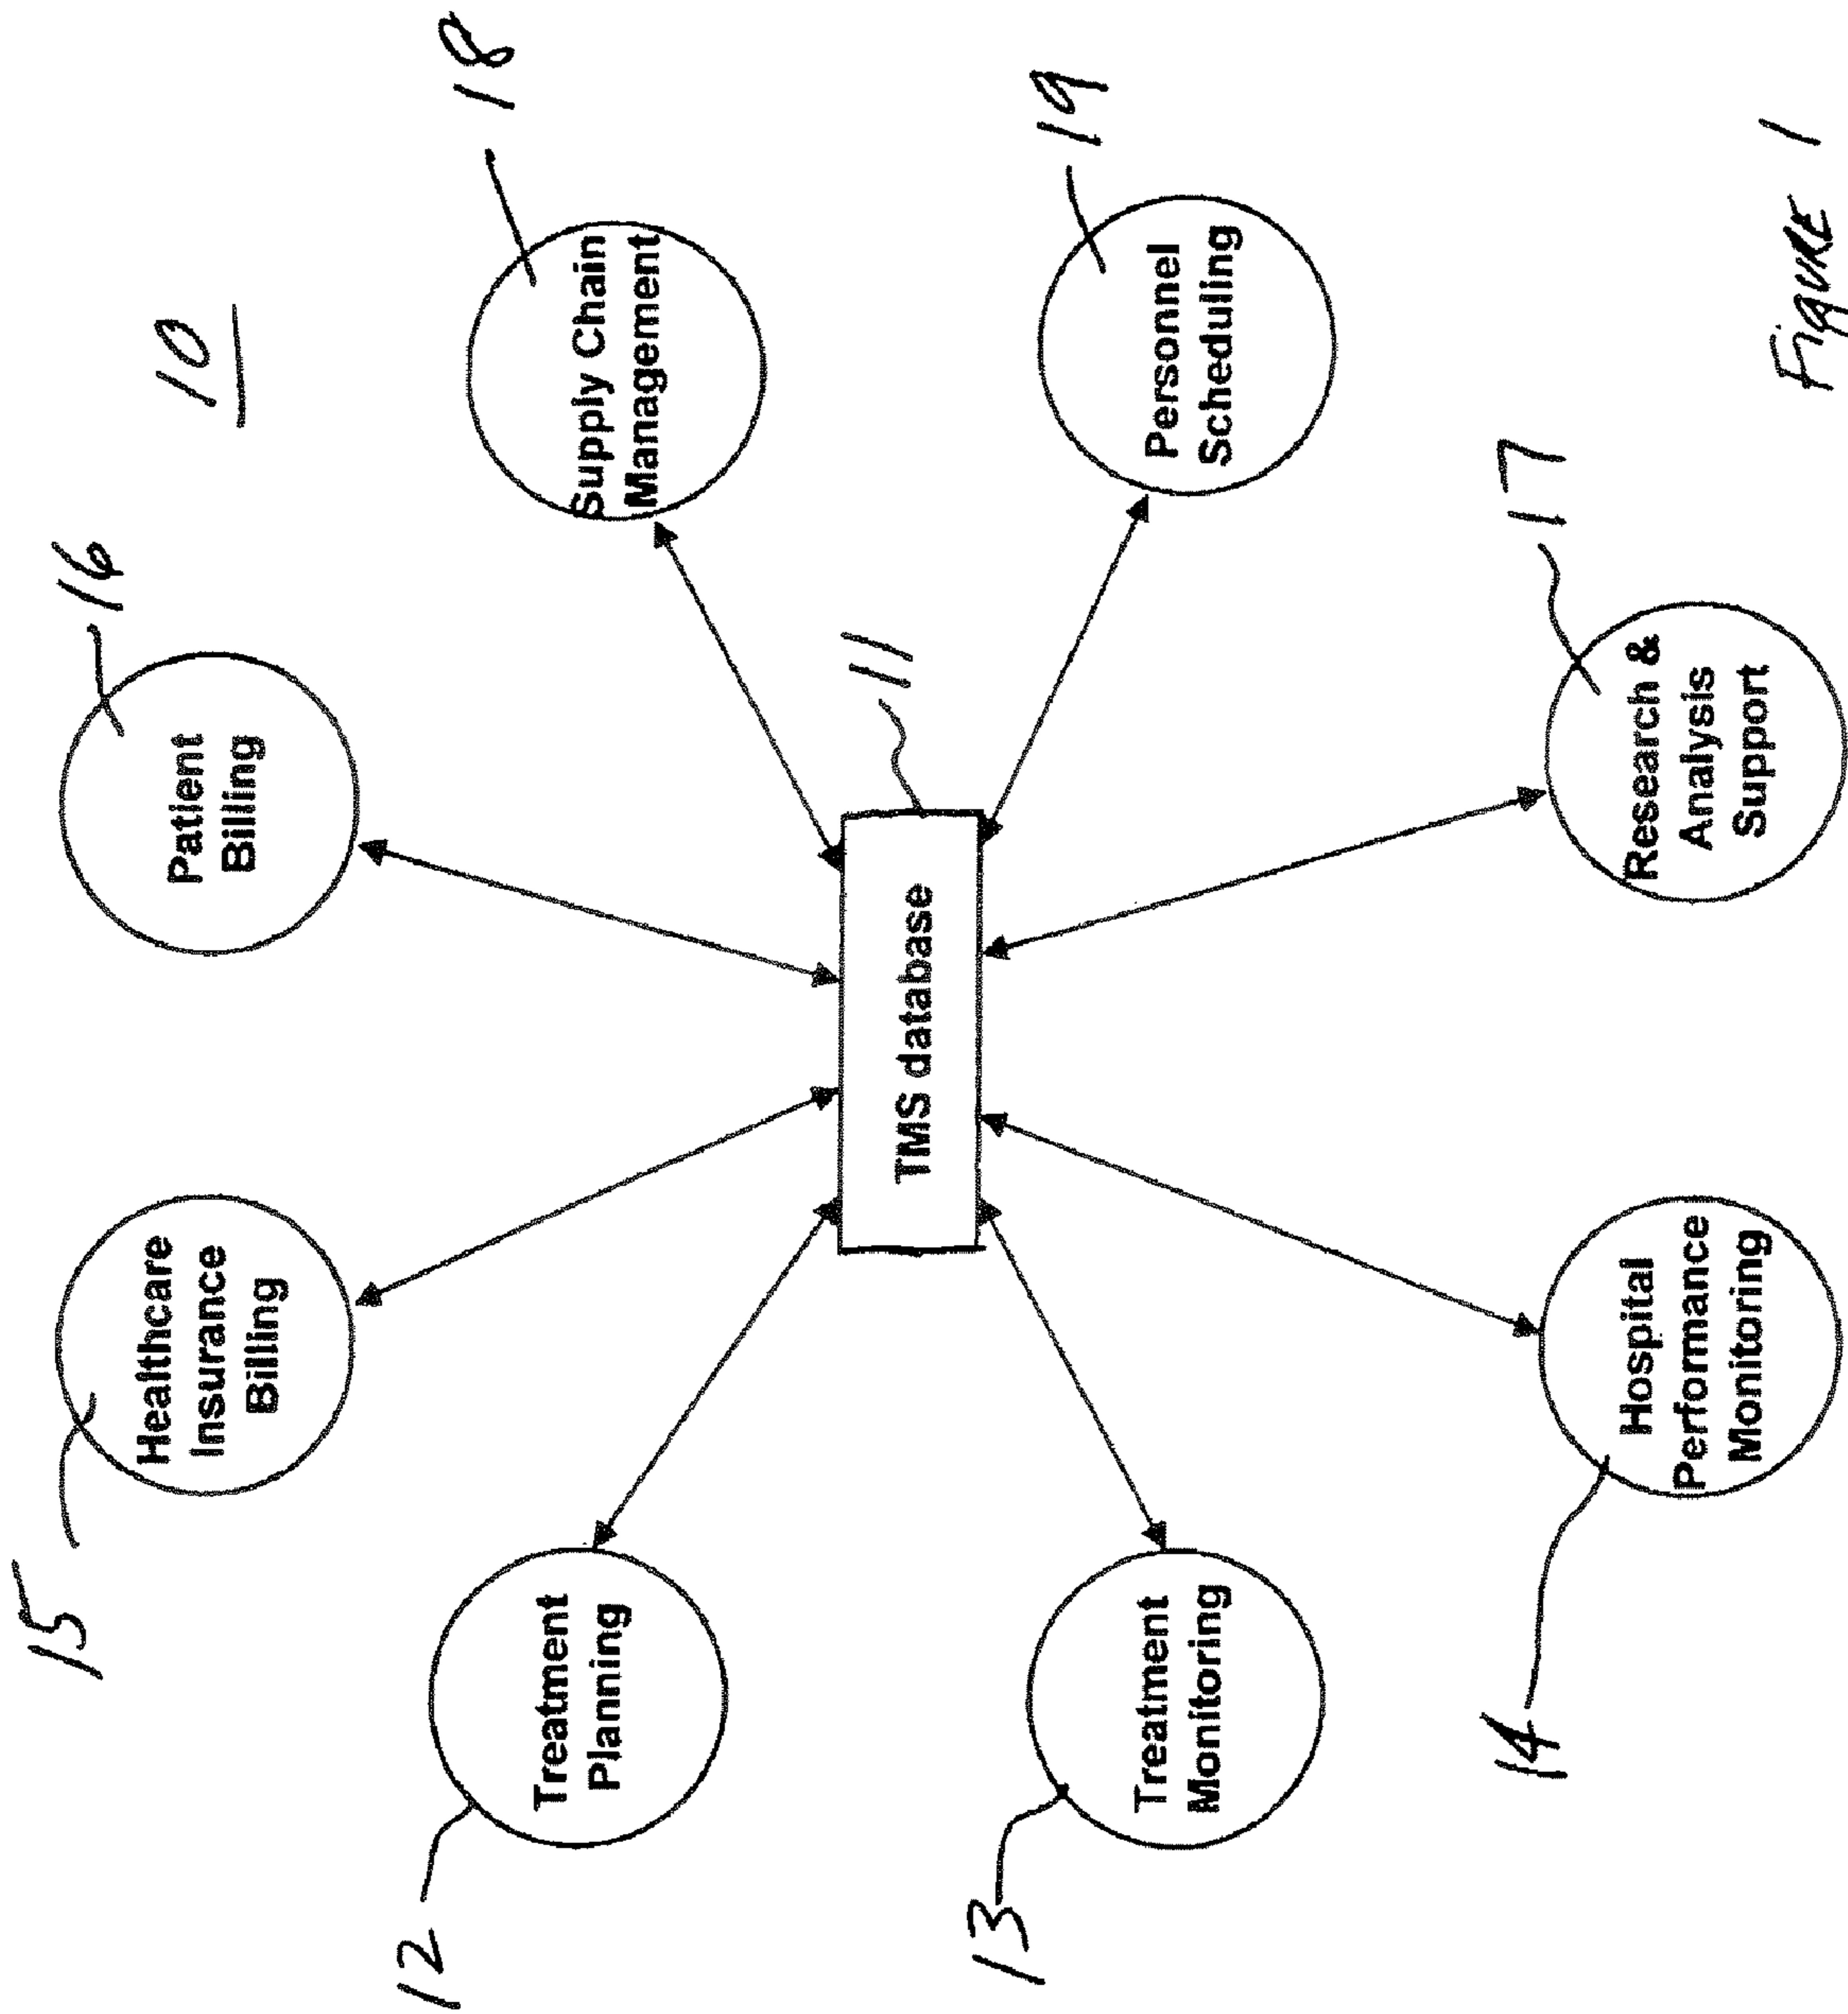 10
15
Healthcare
Insurance
Billing
16
Patient
Billing
12
Treatment
Planning
18
Supply Chain
Management
TMS database
11
13
Treatment
Monitoring
19
Personnel
Scheduling
14
Hospital
Performance
Monitoring
17
Research &
Analysis
Support
FIGURE 1